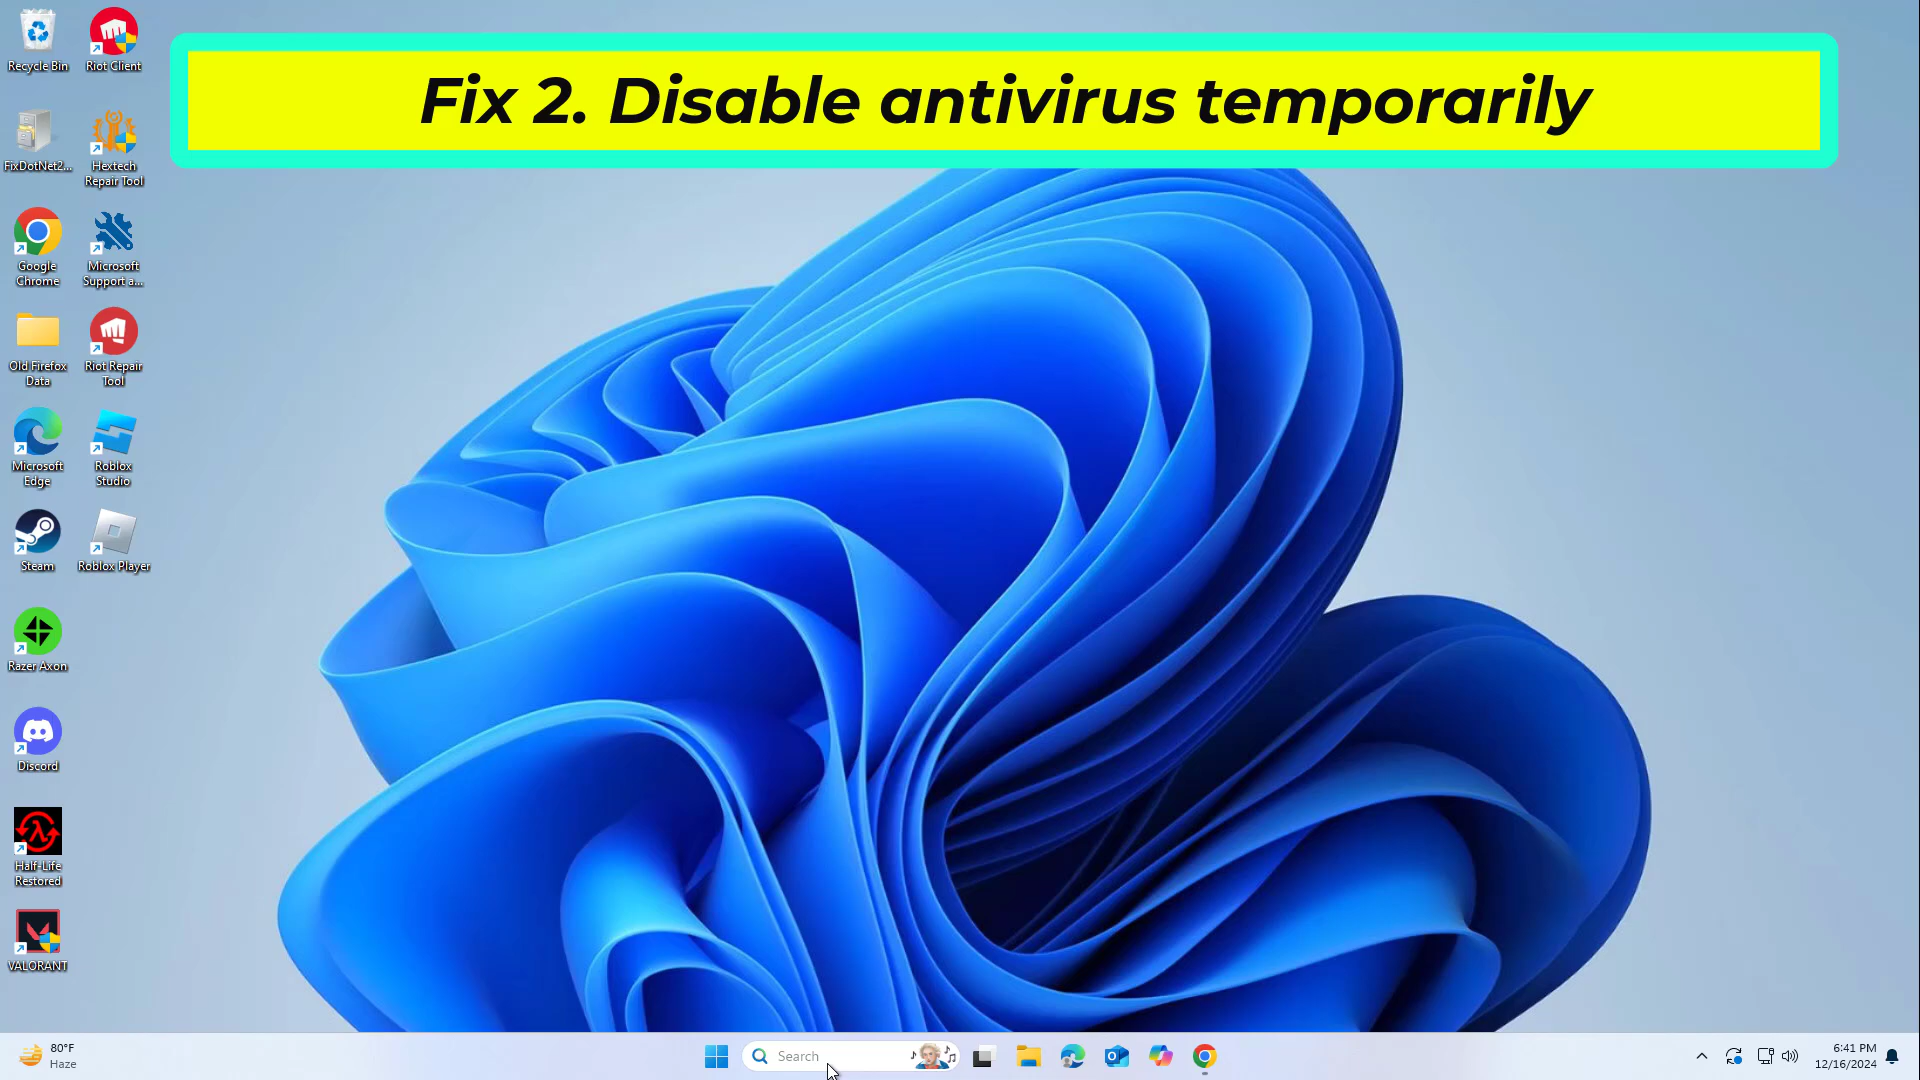 Fix 2. Disable antivirus temporarily
Recycle Bin
Riot Client
FixDotNet2...
Hextech
Repair Tool
Google
Chrome
Microsoft
Support a...
Old Firefox
Data
Riot Repair
Tool
Microsoft
Edge
Roblox
Studio
Steam
Roblox Player
Razer Axon
Discord
Half-Life
Restored
VALORANT
80°F
Haze
Search
6:41 PM
12/16/2024